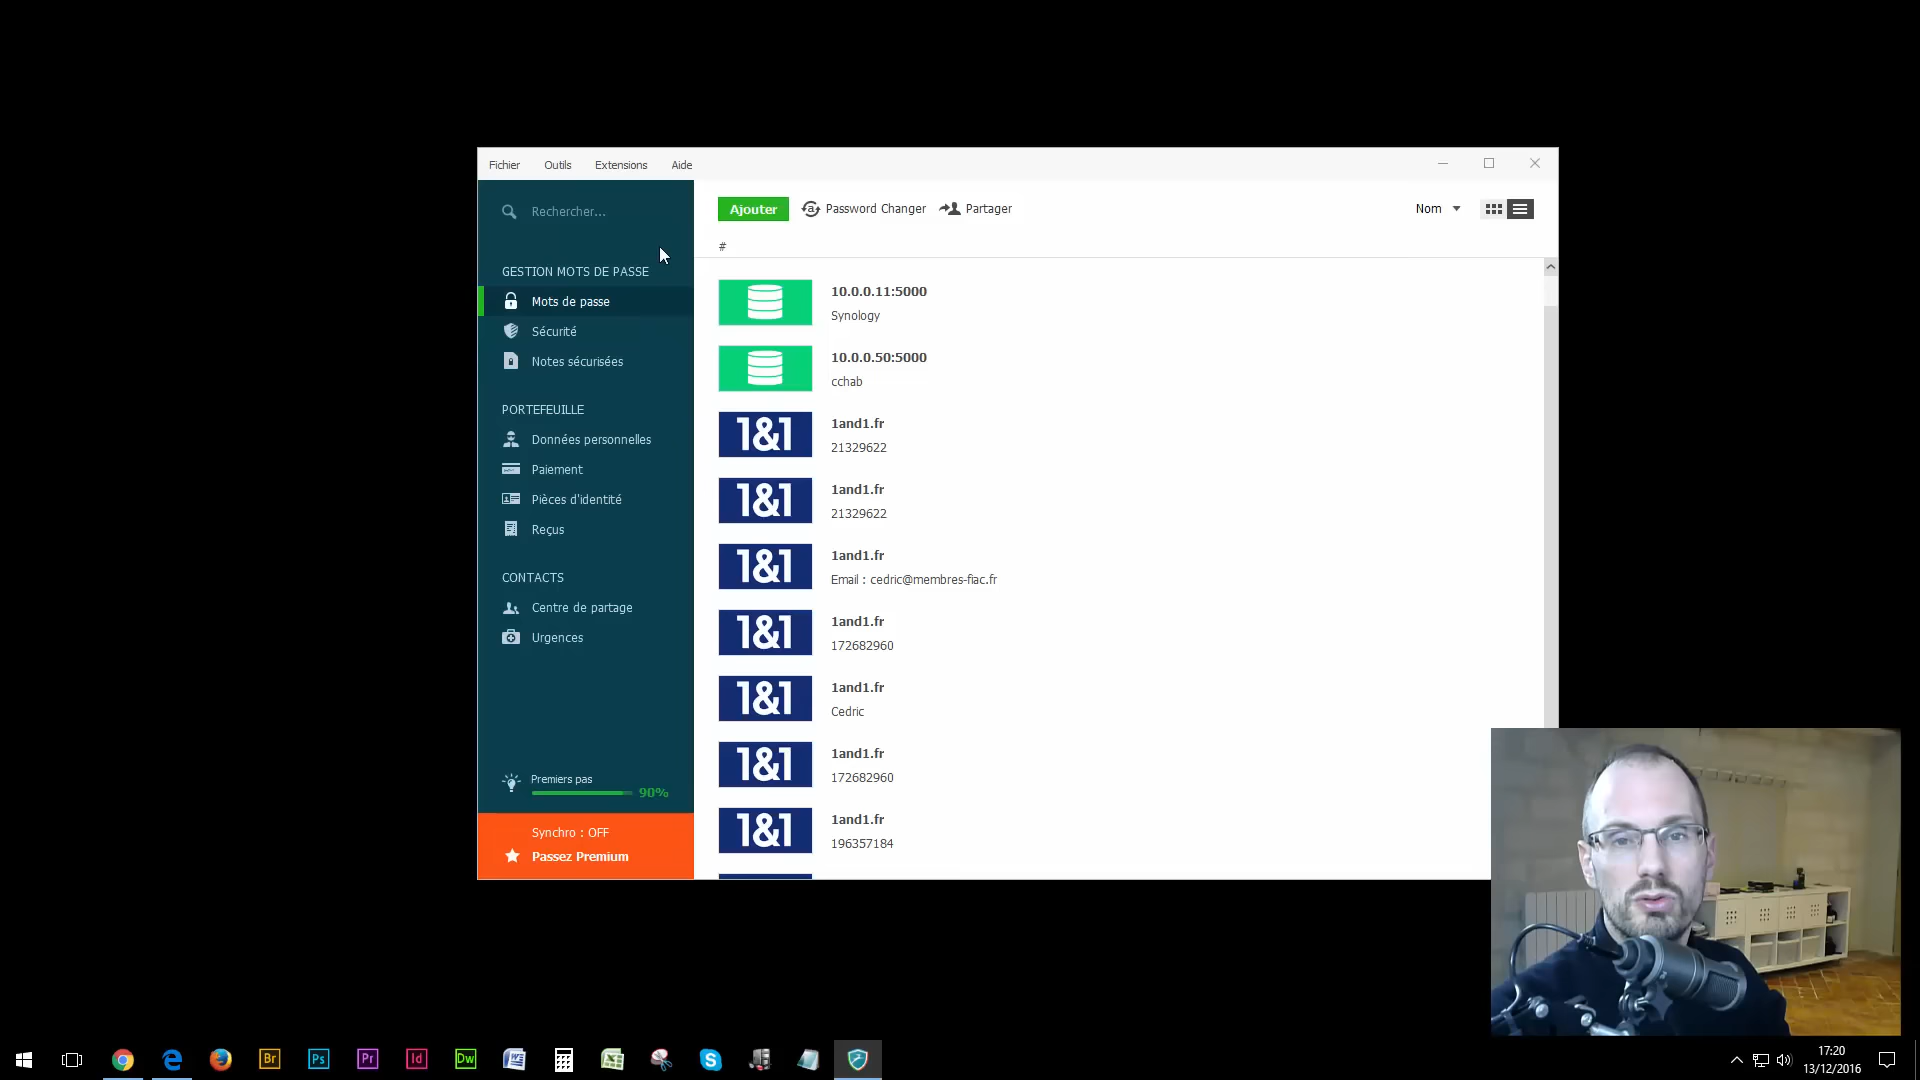 Fichier Outils Extensions Aide
Rechercher...
GESTION MOTS DE PASSE
Mots de passe
Sécurité
Notes sécurisées
PORTEFEUILLE
Données personnelles
Paiement
Pièces d'identité
Reçus
CONTACTS
Centre de partage
Urgences
Premiers pas
90%
Synchro : OFF
Passez Premium
Ajouter Password Changer Partager Nom
#
10.0.0.11:5000
Synology
10.0.0.50:5000
cchab
1&1
1and1.fr
21329622
1&1
1and1.fr
21329622
1&1
1and1.fr
Email : cedric@membres-fiac.fr
1&1
1and1.fr
172682960
1&1
1and1.fr
Cedric
1&1
1and1.fr
172682960
1&1
1and1.fr
196357184
Br Ps Pr Id Dw
17:20
13/12/2016